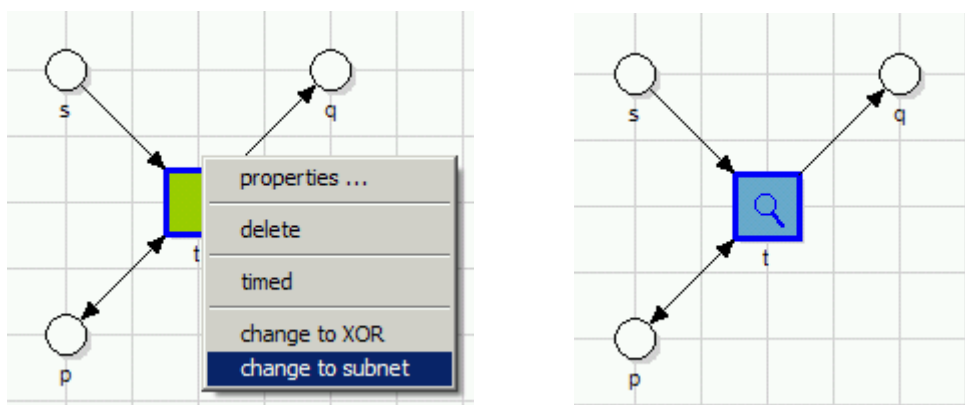 s
q
t
p
properties ...
delete
timed
change to XOR
change to subnet
s
q
t
p